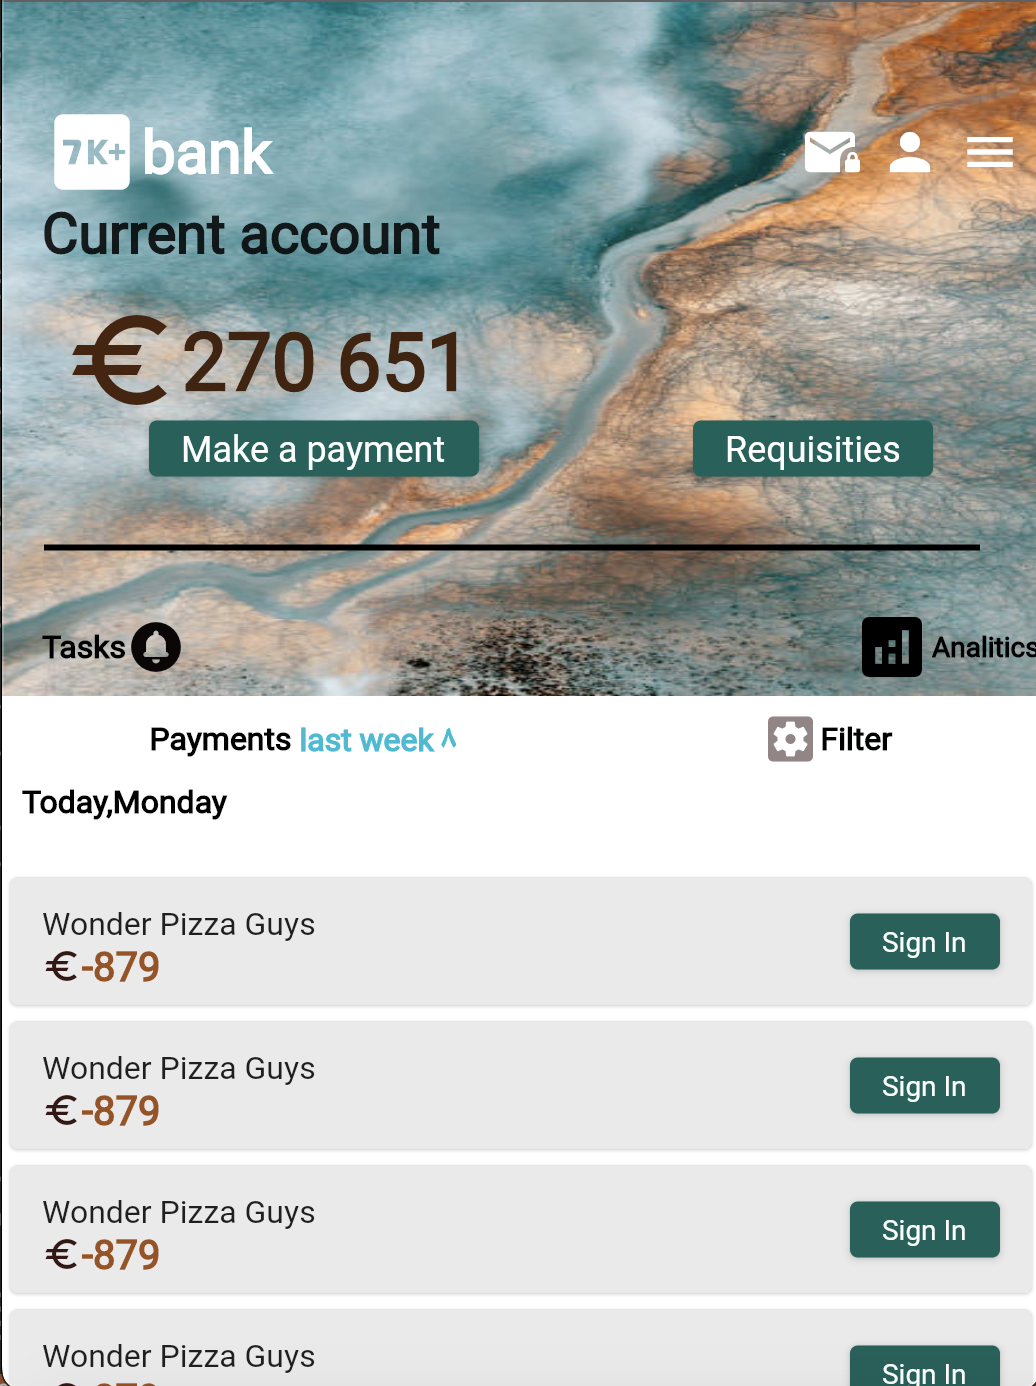 7K+ bank
Current account
€ 270 651
Make a payment
Requisities
Tasks
Analitics
Payments last week ^
Filter
Today,Monday
Wonder Pizza Guys
€-879
Sign In
Wonder Pizza Guys
€-879
Sign In
Wonder Pizza Guys
€-879
Sign In
Wonder Pizza Guys
Sign In